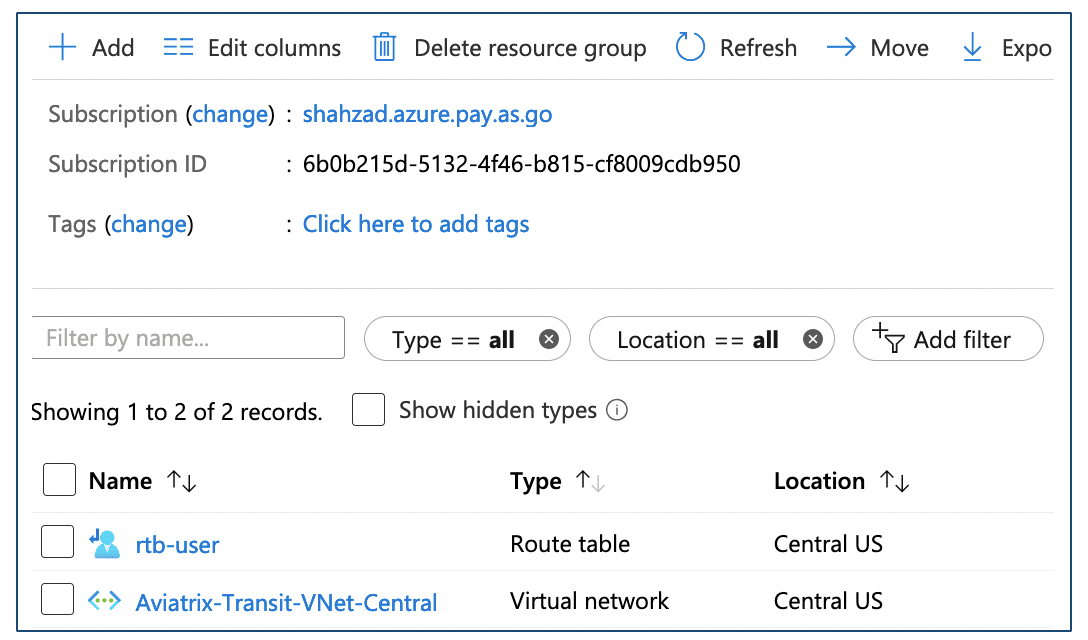 Add Edit columns Delete resource group Refresh Move Expo
Subscription (change) : shahzad.azure.pay.as.go
Subscription ID : 6b0b215d-5132-4f46-b815-cf8009cdb950
Tags (change) : Click here to add tags
Filter by name... Type == all Location == all Add filter
Showing 1 to 2 of 2 records. Show hidden types
Name Type Location
rtb-user Route table Central US
Aviatrix-Transit-VNet-Central Virtual network Central US